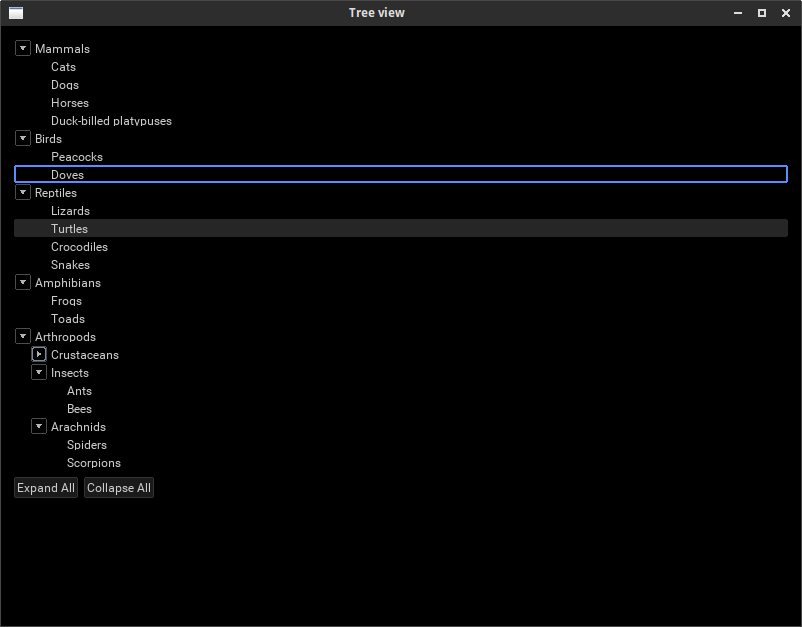 Tree view
Mammals
Cats
Dogs
Horses
Duck-billed platypuses
Birds
Peacocks
Doves
Reptiles
Lizards
Turtles
Crocodiles
Snakes
Amphibians
Frogs
Toads
Arthropods
Crustaceans
Insects
Ants
Bees
Arachnids
Spiders
Scorpions
Expand All Collapse All